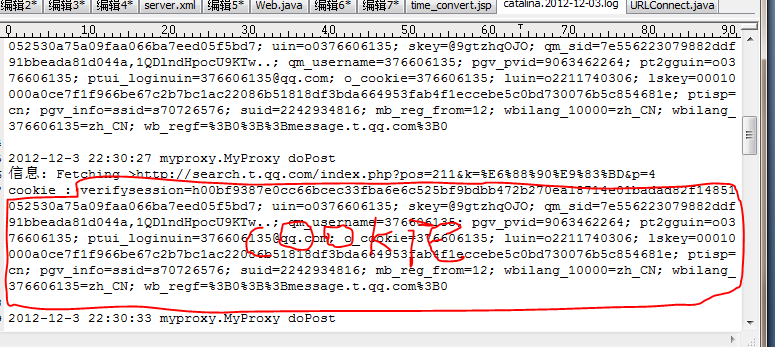 编辑2* 编辑3* 编辑4* server.xml 编辑5* Web.java 编辑6* 编辑7* time_convert.jsp catalina.2012-12-03.log URLConnect.java
0 10 20 30 40 50 60 70 80 90
052530a75a09faa066ba7eed05f5bd7; uin=o0376606135; skey=@9gtzhqOJO; qm_sid=7e556223079882ddf
91bbeada81d044a,1QDlndHpocU9KTw..; qm_username=376606135; pgv_pvid=9063462264; pt2gguin=o03
76606135; ptui_loginuin=376606135@qq.com; o_cookie=376606135; luin=o2211740306; lskey=00010
000a0ce7f1f966be67c2b7bc1ac22086b51818df3bda664953fab4f1eccebe5c0bd730076b5c854681e; ptisp=
cn; pgv_info=ssid=s70726576; suid=2242934816; mb_reg_from=12; wbilang_10000=zh_CN; wbilang_
376606135=zh_CN; wb_regf=%3B0%3B%3Bmessage.t.qq.com%3B0
2012-12-3 22:30:27 myproxy.MyProxy doPost
信息: Fetching >http://search.t.qq.com/index.php?pos=211&k=%E6%88%90%E9%83%BD&p=4
cookie : verifysession=h00bf9387e0cc66bcec33fba6e6c525bf9bdbb472b270ea18714c01badad82f14851
052530a75a09faa066ba7eed05f5bd7; uin=o0376606135; skey=@9gtzhqOJO; qm_sid=7e556223079882ddf
91bbeada81d044a,1QDlndHpocU9KTw..; qm_username=376606135; pgv_pvid=9063462264; pt2gguin=o03
76606135; ptui_loginuin=376606135@qq.com; o_cookie=376606135; luin=o2211740306; lskey=00010
000a0ce7f1f966be67c2b7bc1ac22086b51818df3bda664953fab4f1eccebe5c0bd730076b5c854681e; ptisp=
cn; pgv_info=ssid=s70726576; suid=2242934816; mb_reg_from=12; wbilang_10000=zh_CN; wbilang_
376606135=zh_CN; wb_regf=%3B0%3B%3Bmessage.t.qq.com%3B0
COOKIE
2012-12-3 22:30:33 myproxy.MyProxy doPost